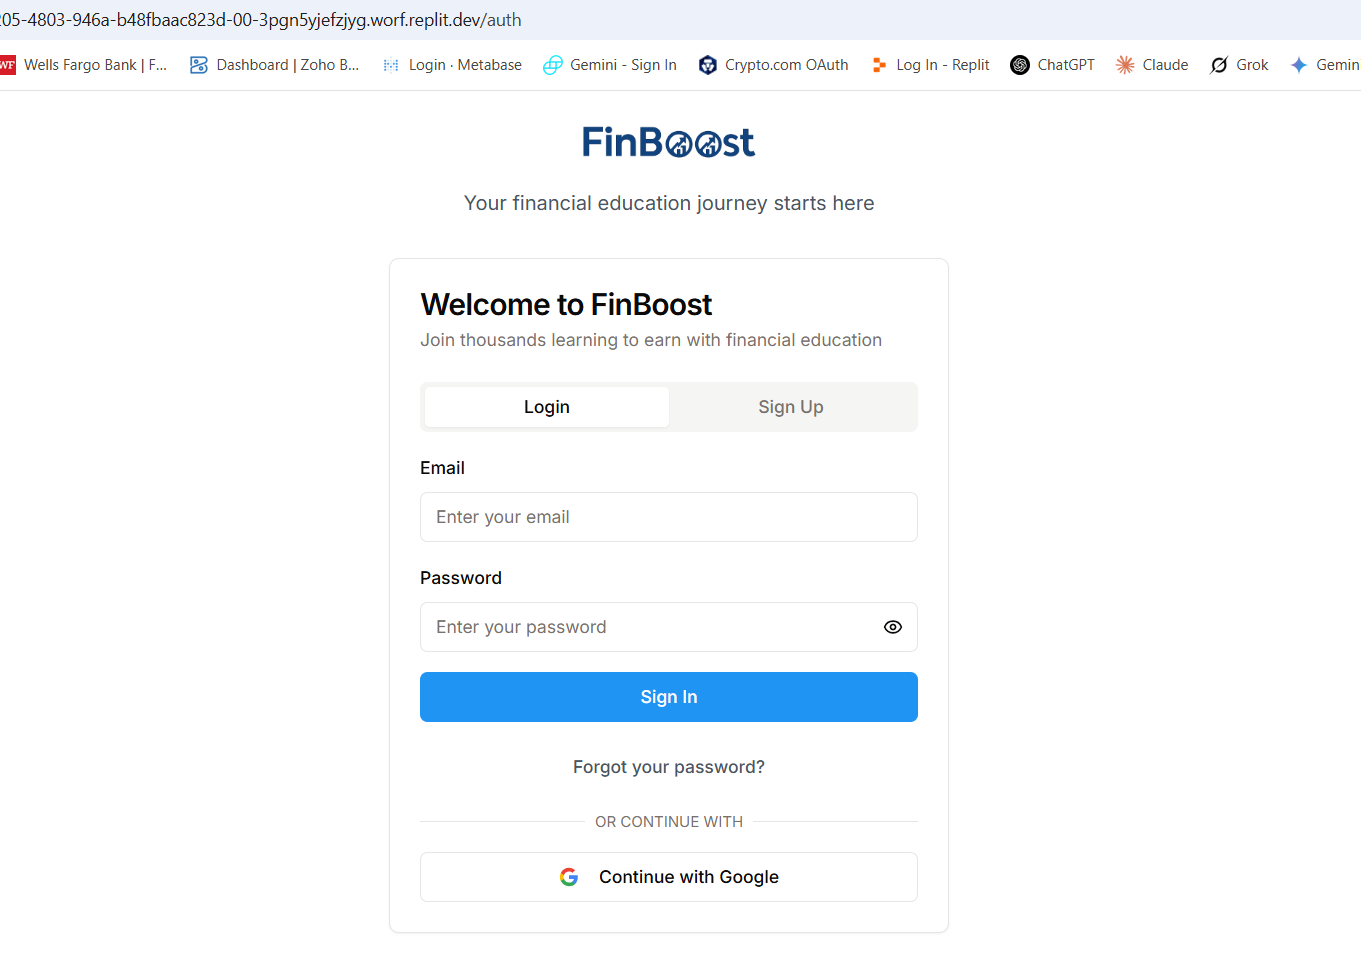 205-4803-946a-b48fbaac823d-00-3pgn5yjefzjyg.worf.replit.dev/auth
WF Wells Fargo Bank | F... Dashboard | Zoho B... Login · Metabase Gemini - Sign In Crypto.com OAuth Log In - Replit ChatGPT Claude Grok Gemin
FinBoost
Your financial education journey starts here
Welcome to FinBoost
Join thousands learning to earn with financial education
Login Sign Up
Email
Enter your email
Password
Enter your password
Sign In
Forgot your password?
OR CONTINUE WITH
Continue with Google